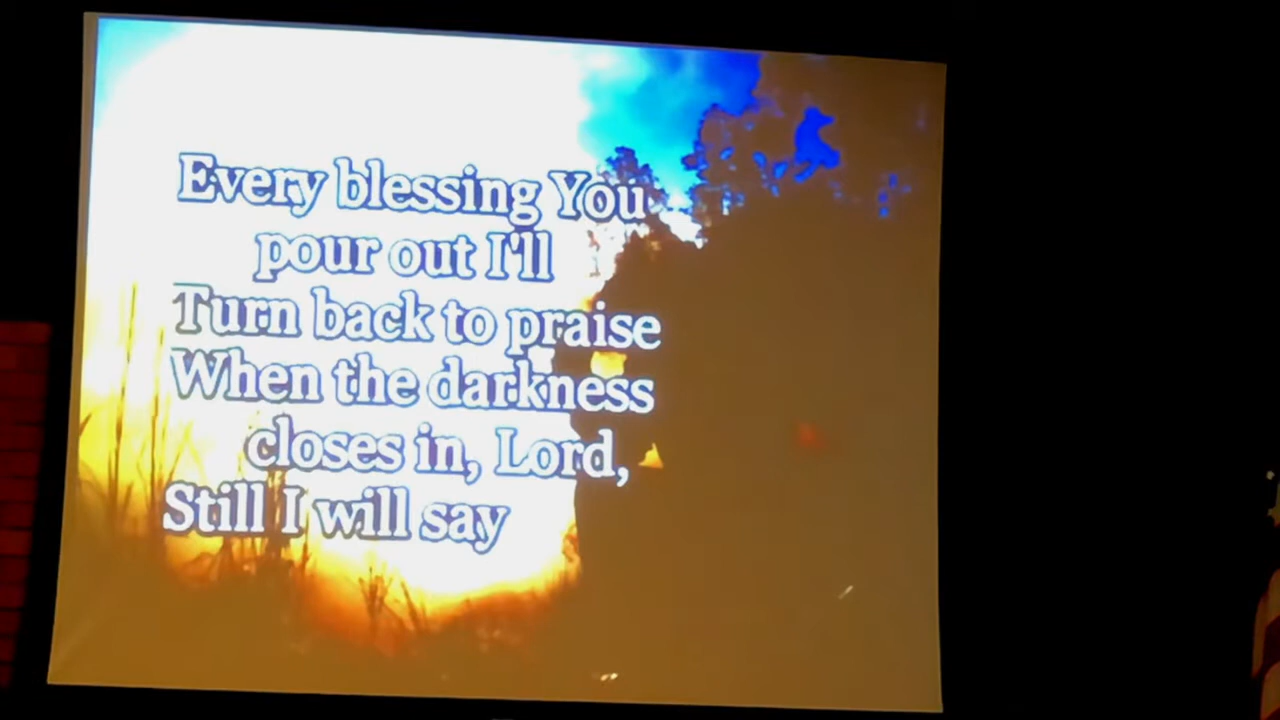 Every blessing You
pour out I'll
Turn back to praise
When the darkness
closes in, Lord,
Still I will say